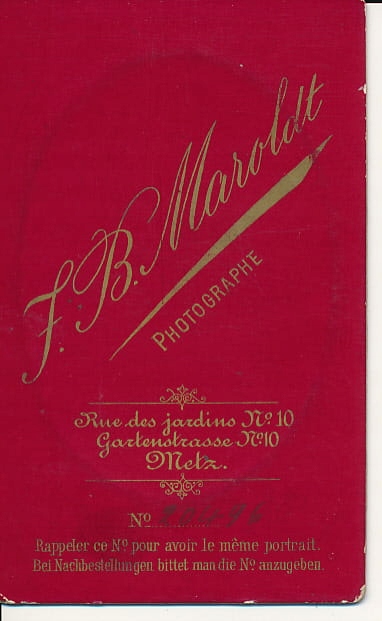 F. B. Maroldt
PHOTOGRAPHE
Rue des jardins Nº 10
Gartenstrasse Nº 10
Metz.
Nº
Rappeler ce Nº pour avoir le même portrait.
Bei Nachbestellungen bittet man die Nº anzugeben.